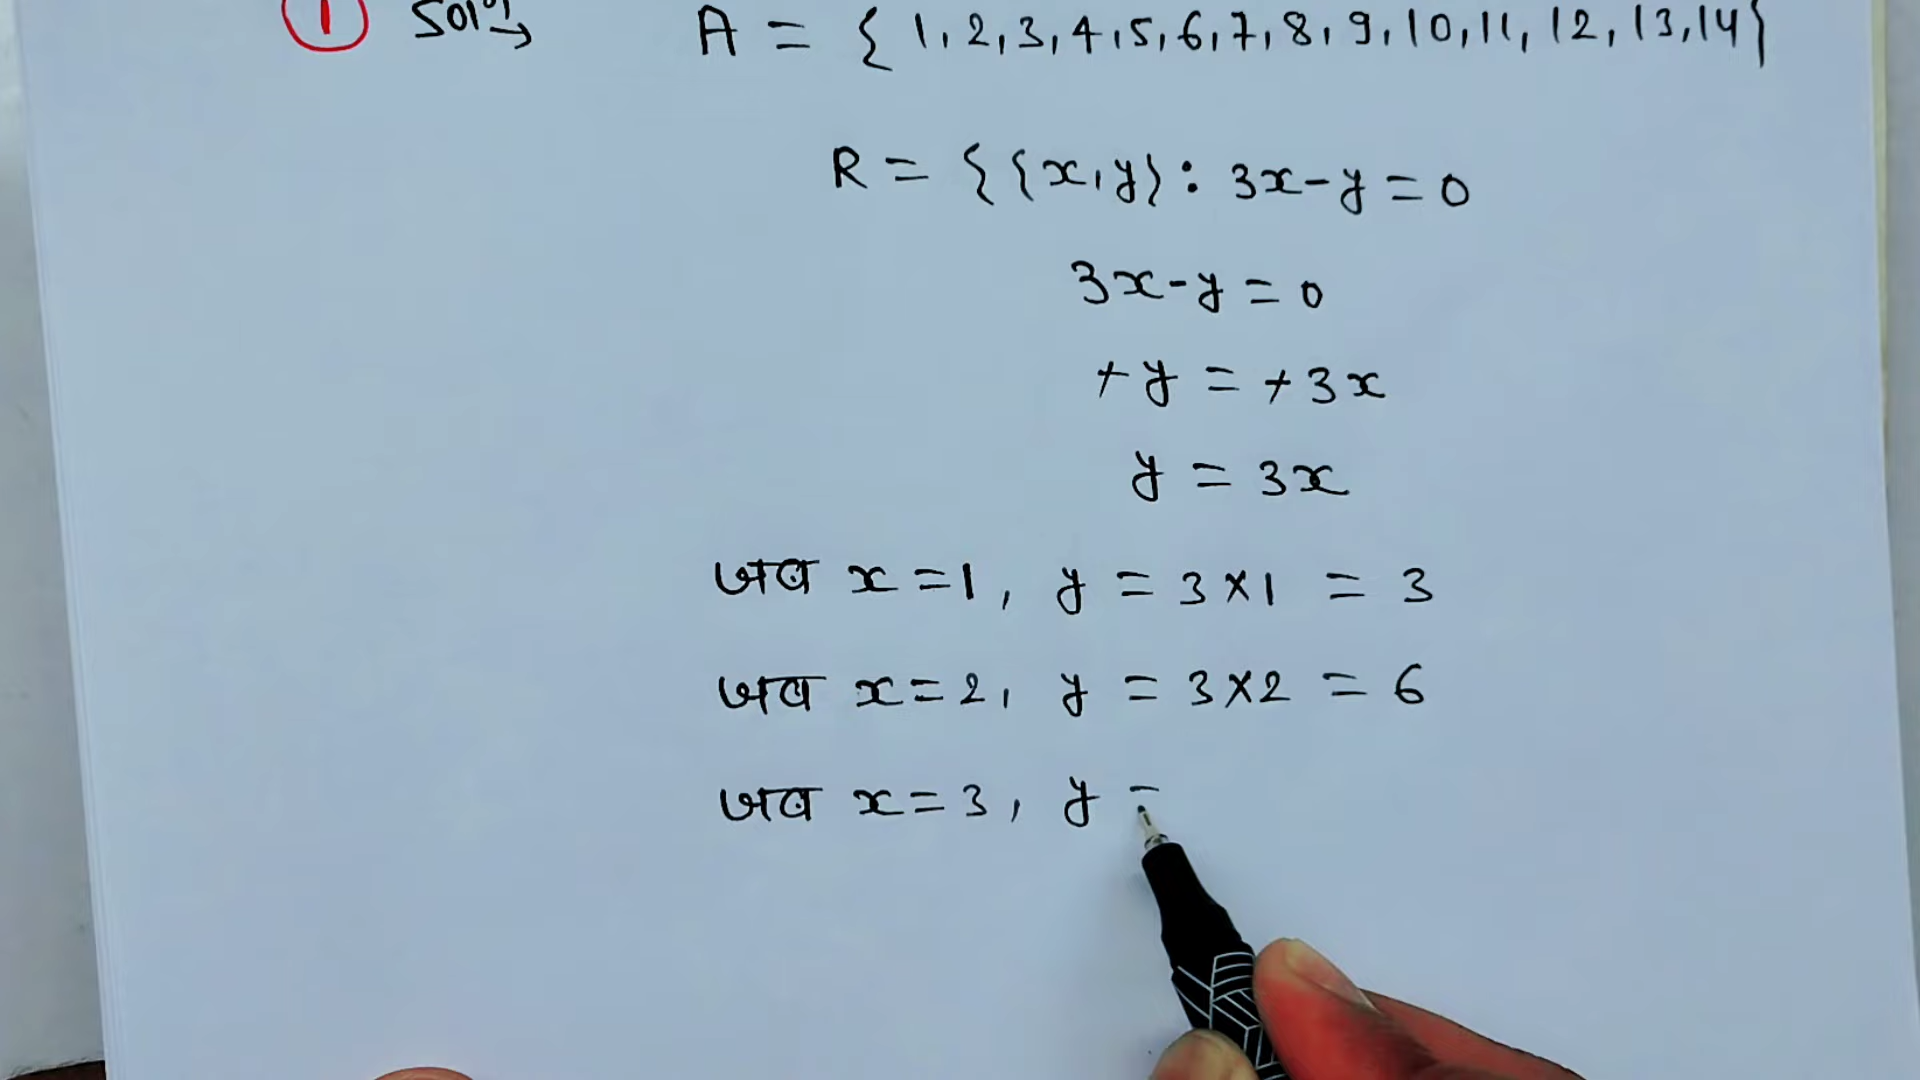 ① Solⁿ→ A = { 1, 2, 3, 4, 5, 6, 7, 8, 9, 10, 11, 12, 13, 14}
R = { {x, y} : 3x - y = 0
3x - y = 0
+ y = + 3x
y = 3x
जब x = 1, y = 3 × 1 = 3
जब x = 2, y = 3 × 2 = 6
जब x = 3, y =